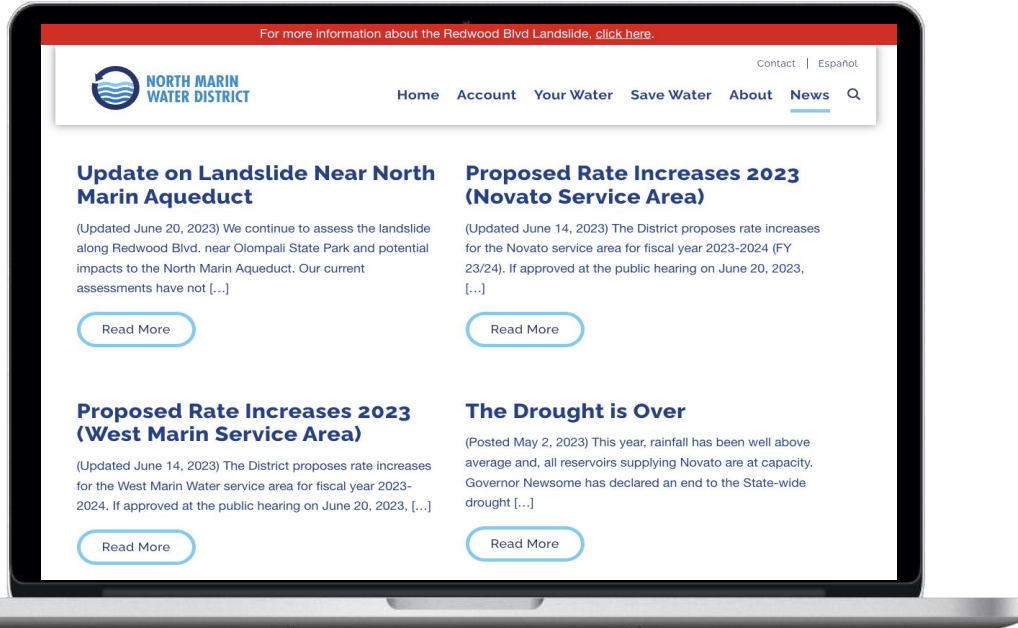 For more information about the Redwood Blvd Landslide, click here.
Contact | Español
NORTH MARIN
WATER DISTRICT
Home Account Your Water Save Water About News
Update on Landslide Near North
Marin Aqueduct
(Updated June 20, 2023) We continue to assess the landslide
along Redwood Blvd. near Olompali State Park and potential
impacts to the North Marin Aqueduct. Our current
assessments have not [...]
Read More
Proposed Rate Increases 2023
(Novato Service Area)
(Updated June 14, 2023) The District proposes rate increases
for the Novato service area for fiscal year 2023-2024 (FY
23/24). If approved at the public hearing on June 20, 2023,
[...]
Read More
Proposed Rate Increases 2023
(West Marin Service Area)
(Updated June 14, 2023) The District proposes rate increases
for the West Marin Water service area for fiscal year 2023-
2024. If approved at the public hearing on June 20, 2023, [...]
Read More
The Drought is Over
(Posted May 2, 2023) This year, rainfall has been well above
average and, all reservoirs supplying Novato are at capacity.
Governor Newsome has declared an end to the State-wide
drought [...]
Read More